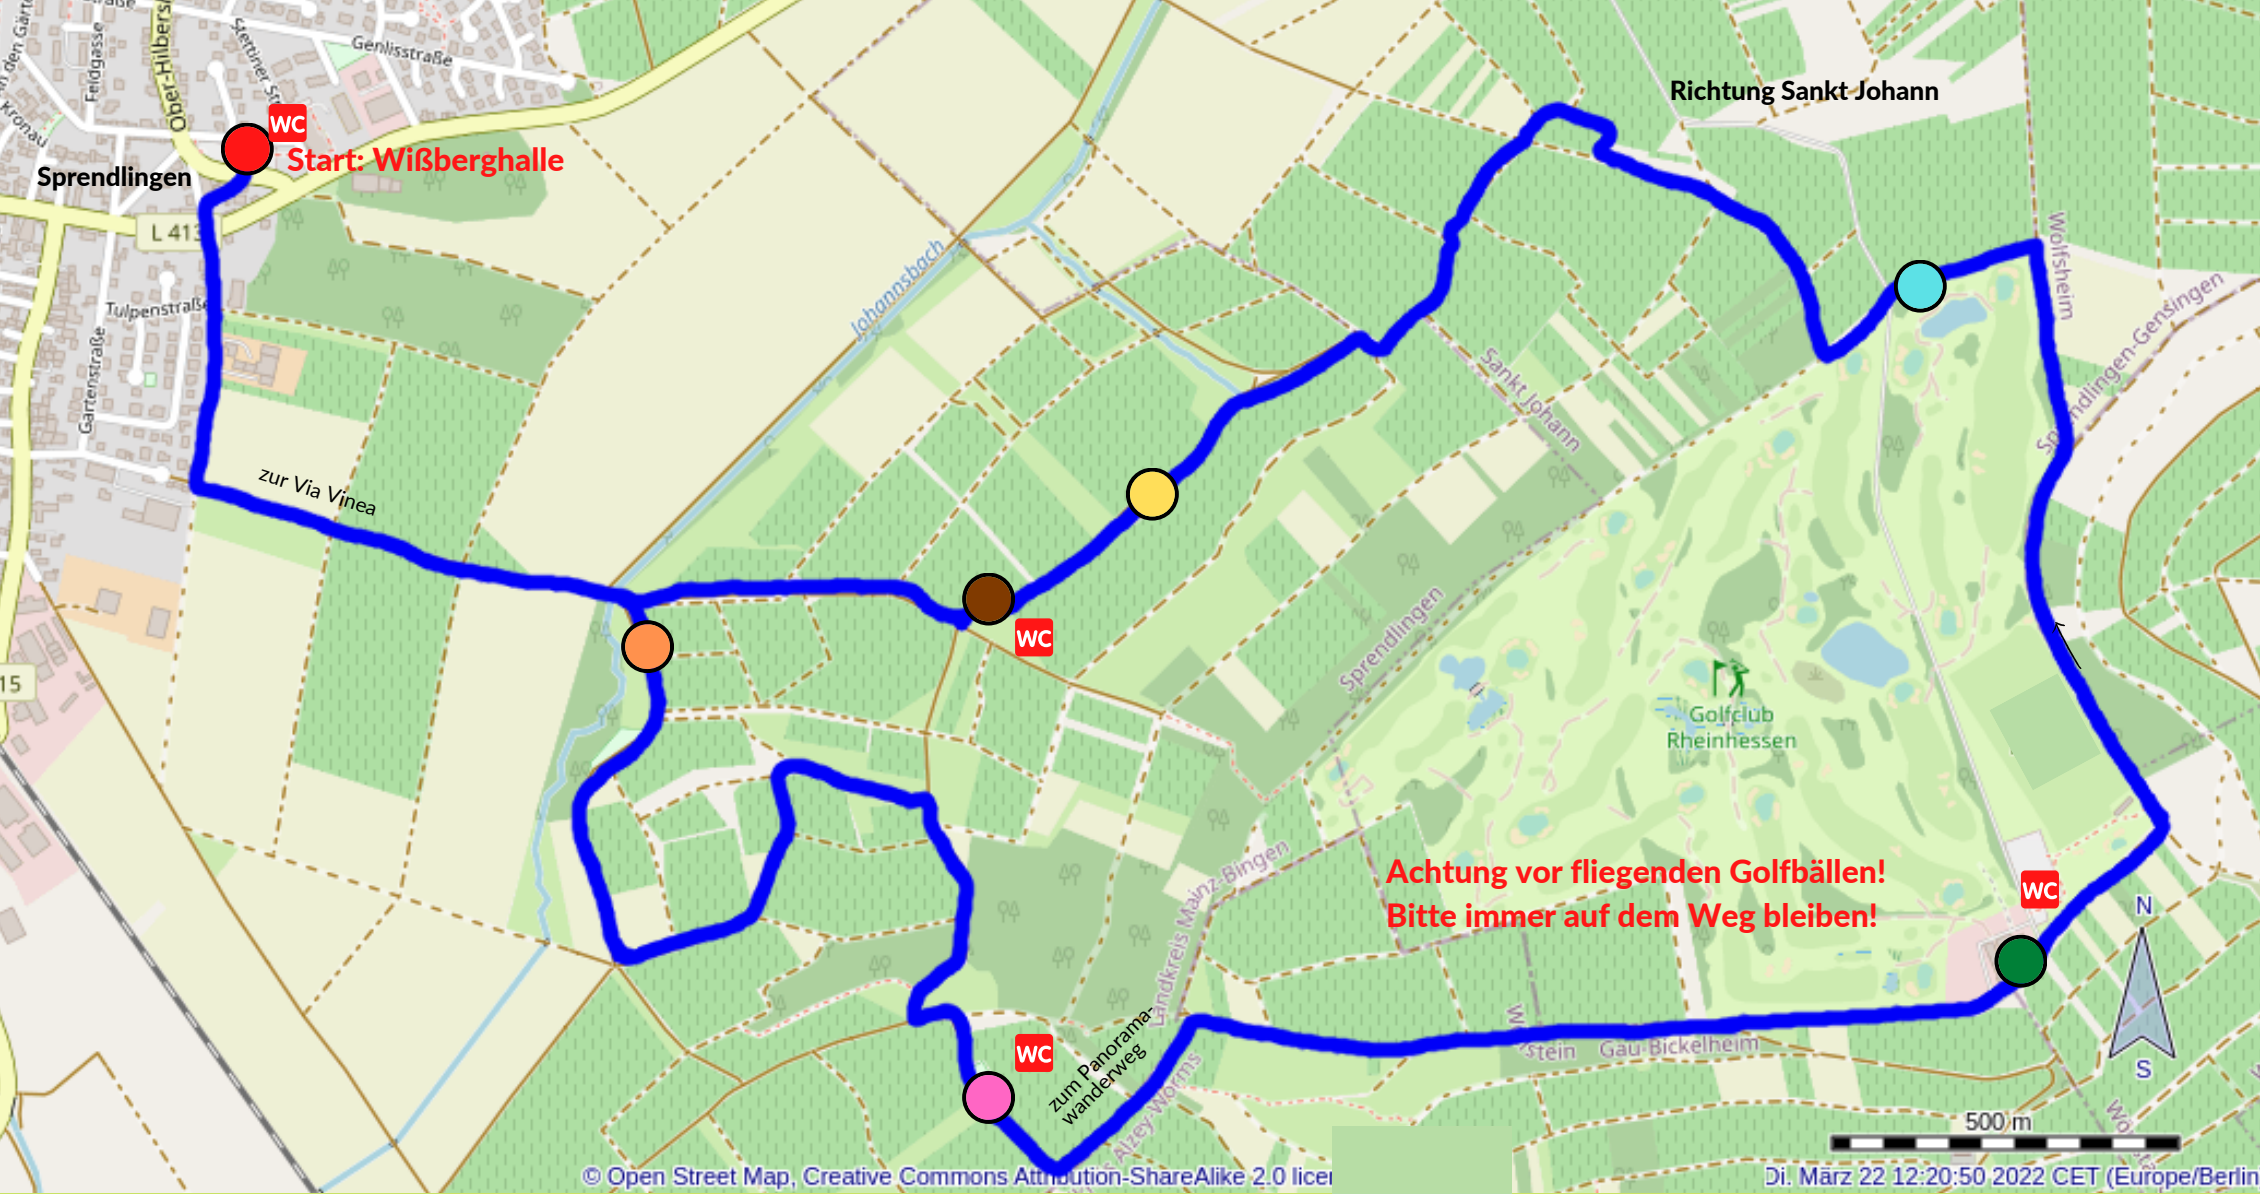 Genlisstraße
Feldgasse
Kronau
WC
Start: Wißberghalle
Sprendlingen
L 413
Tulpenstraße
Gartenstraße
zur Via Vinea
15
Johannsbach
Richtung Sankt Johann
Wolfsheim
Sprendlingen-Gensingen
Sankt Johann
Sprendlingen
WC
Golfclub
Rheinhessen
Achtung vor fliegenden Golfbällen!
Bitte immer auf dem Weg bleiben!
WC
N
S
Landkreis Mainz-Bingen
WC
zum Panorama-
wanderweg
Alzey-Worms
Gau-Bickelheim
500 m
© Open Street Map, Creative Commons Attribution-ShareAlike 2.0 licen
Di. März 22 12:20:50 2022 CET (Europe/Berlin